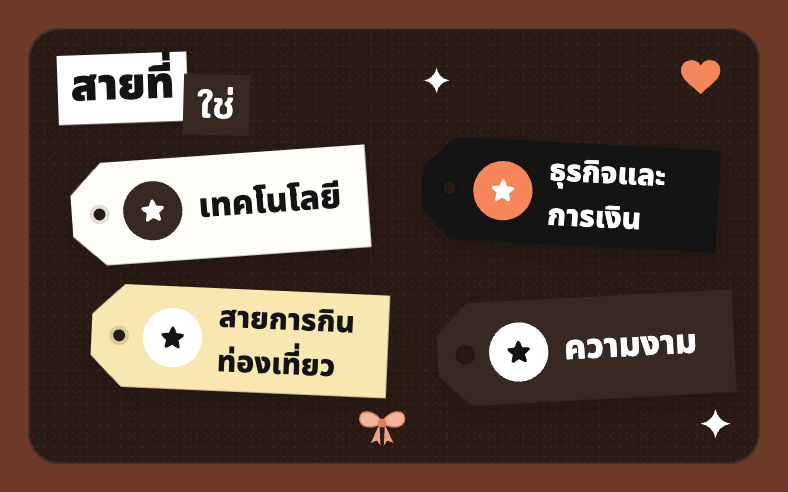 สายที่
ใช่
เทคโนโลยี
ธุรกิจและ
การเงิน
สายการกิน
ท่องเที่ยว
ความงาม